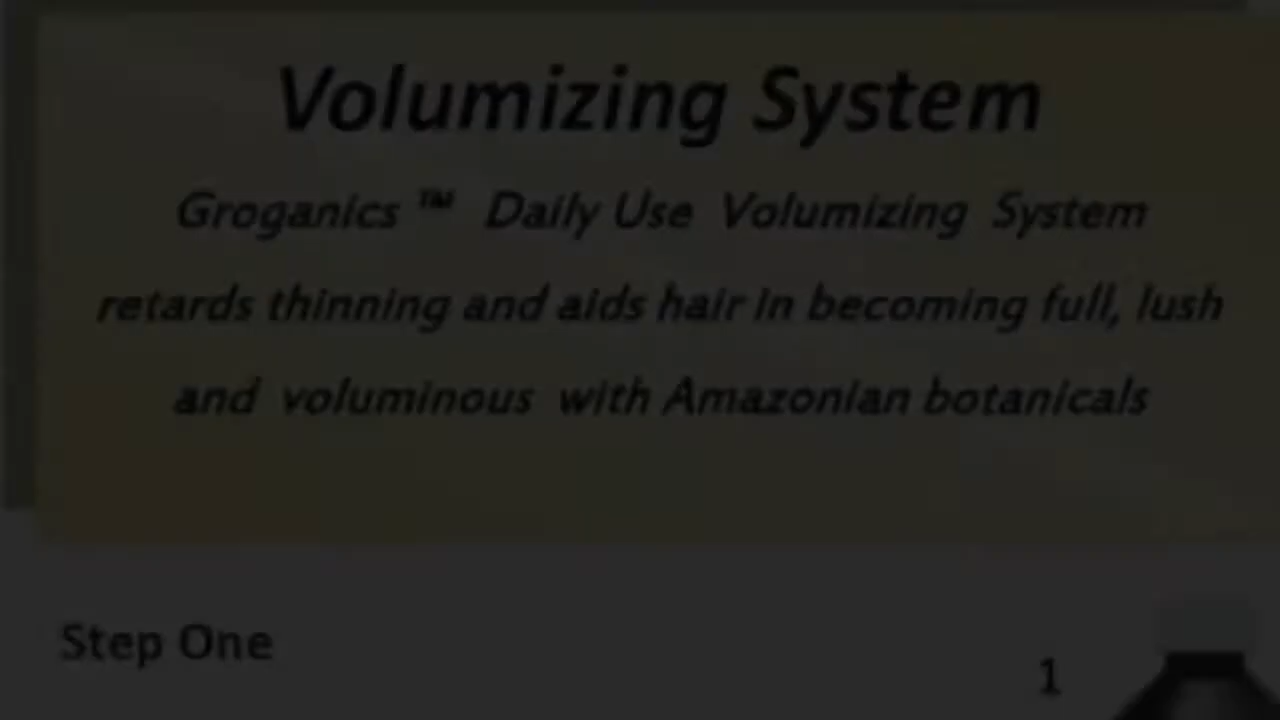 Volumizing System
Groganics ™ Daily Use Volumizing System
retards thinning and aids hair in becoming full, lush
and voluminous with Amazonian botanicals
Step One
1